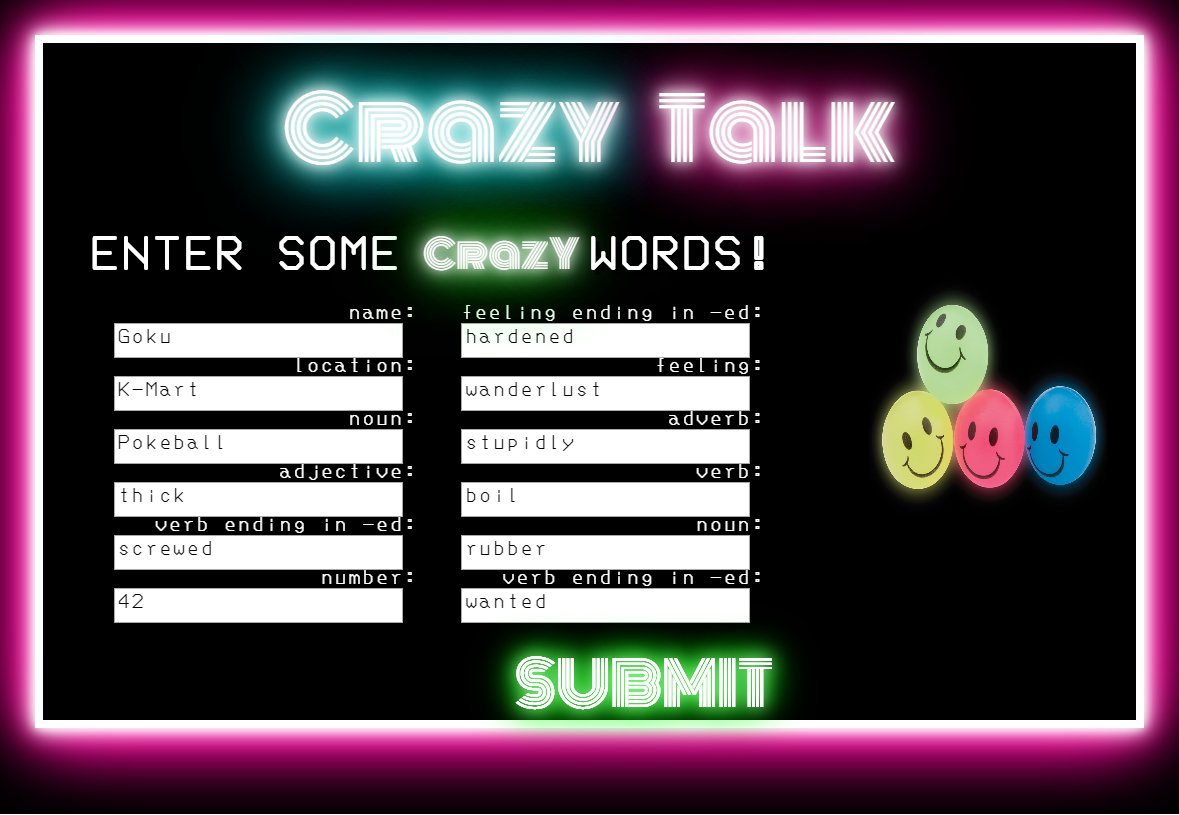 Crazy Talk
ENTER SOME CrazY WORDS!
name:
Goku
location:
K-Mart
noun:
Pokeball
adjective:
thick
verb ending in -ed:
screwed
number:
42
feeling ending in -ed:
hardened
feeling:
wanderlust
adverb:
stupidly
verb:
boil
noun:
rubber
verb ending in -ed:
wanted
SUBMIT